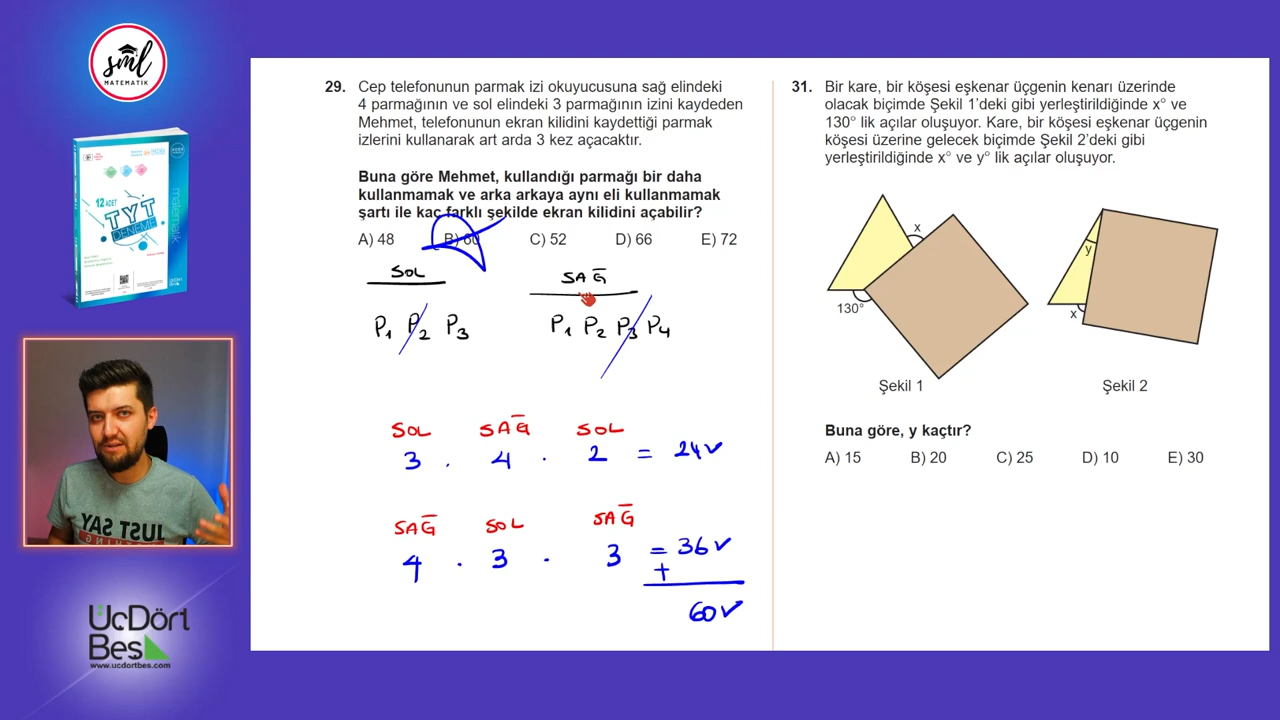 sml
MATEMATİK
12 ADET
TYT
DENEME
matematik
ÜçDört
Beş
www.ucdortbes.com
29. Cep telefonunun parmak izi okuyucusuna sağ elindeki
4 parmağının ve sol elindeki 3 parmağının izini kaydeden
Mehmet, telefonunun ekran kilidini kaydettiği parmak
izlerini kullanarak art arda 3 kez açacaktır.
Buna göre Mehmet, kullandığı parmağı bir daha
kullanmamak ve arka arkaya aynı eli kullanmamak
şartı ile kaç farklı şekilde ekran kilidini açabilir?
A) 48 B) 60 C) 52 D) 66 E) 72
SOL SAĞ
P1 P2 P3 P1 P2 P3 P4
SOL SAĞ SOL
3 . 4 . 2 = 24
SAĞ SOL SAĞ
4 . 3 . 3 = 36
+
60
31. Bir kare, bir köşesi eşkenar üçgenin kenarı üzerinde
olacak biçimde Şekil 1'deki gibi yerleştirildiğinde x° ve
130° lik açılar oluşuyor. Kare, bir köşesi eşkenar üçgenin
köşesi üzerine gelecek biçimde Şekil 2'deki gibi
yerleştirildiğinde x° ve y° lik açılar oluşuyor.
x
130°
y
x
Şekil 1 Şekil 2
Buna göre, y kaçtır?
A) 15 B) 20 C) 25 D) 10 E) 30